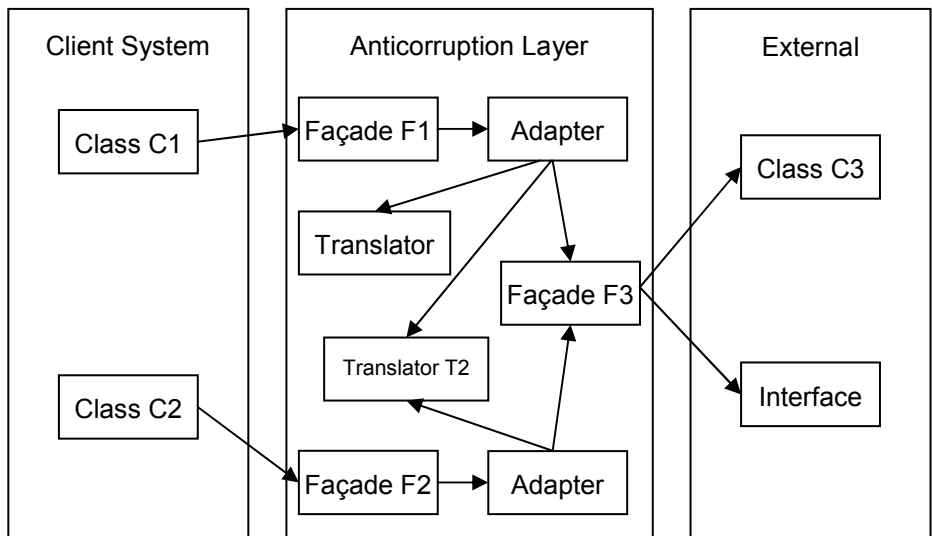 Client System
Anticorruption Layer
External
Class C1
Façade F1
Adapter
Class C3
Translator
Façade F3
Translator T2
Class C2
Interface
Façade F2
Adapter